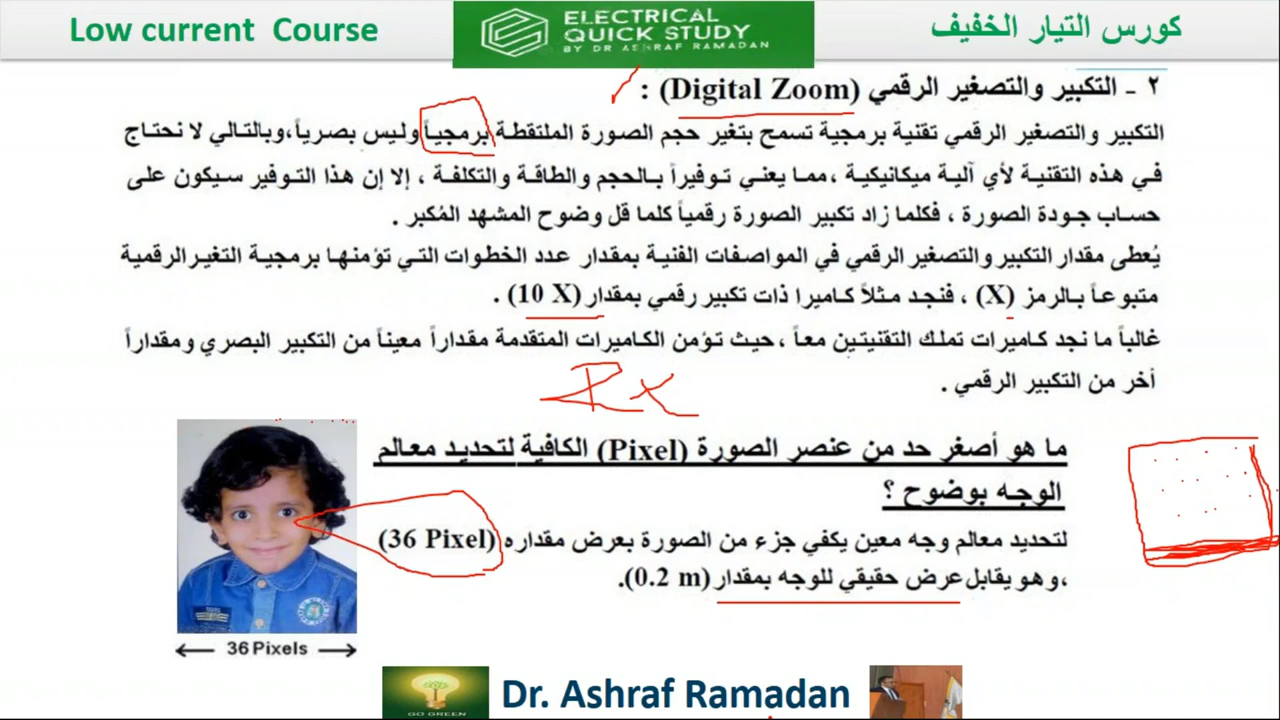 Low current Course
ELECTRICAL
QUICK STUDY
BY DR ASHRAF RAMADAN
كورس التيار الخفيف
٢ - التكبير والتصغير الرقمي (Digital Zoom) :
التكبير والتصغير الرقمي تقنية برمجية تسمح بتغير حجم الصورة الملتقطة برمجياً وليس بصرياً، وبالتالي لا نحتاج
في هذه التقنية لأي آلية ميكانيكية ، مما يعني توفيراً بالحجم والطاقة والتكلفة ، إلا إن هذا التوفير سيكون على
حساب جودة الصورة ، فكلما زاد تكبير الصورة رقمياً كلما قل وضوح المشهد المُكبر .
يُعطى مقدار التكبير والتصغير الرقمي في المواصفات الفنية بمقدار عدد الخطوات التي تؤمنها برمجية التغير الرقمية
متبوعاً بالرمز (X) ، فنجد مثلاً كاميرا ذات تكبير رقمي بمقدار (10 X) .
غالباً ما نجد كاميرات تملك التقنيتين معاً ، حيث تؤمن الكاميرات المتقدمة مقداراً معيناً من التكبير البصري ومقداراً
أخر من التكبير الرقمي .
ما هو أصغر حد من عنصر الصورة (Pixel) الكافية لتحديد معالم
الوجه بوضوح ؟
لتحديد معالم وجه معين يكفي جزء من الصورة بعرض مقداره (36 Pixel)
، وهو يقابل عرض حقيقي للوجه بمقدار (0.2 m).
36 Pixels
GO GREEN
Dr. Ashraf Ramadan